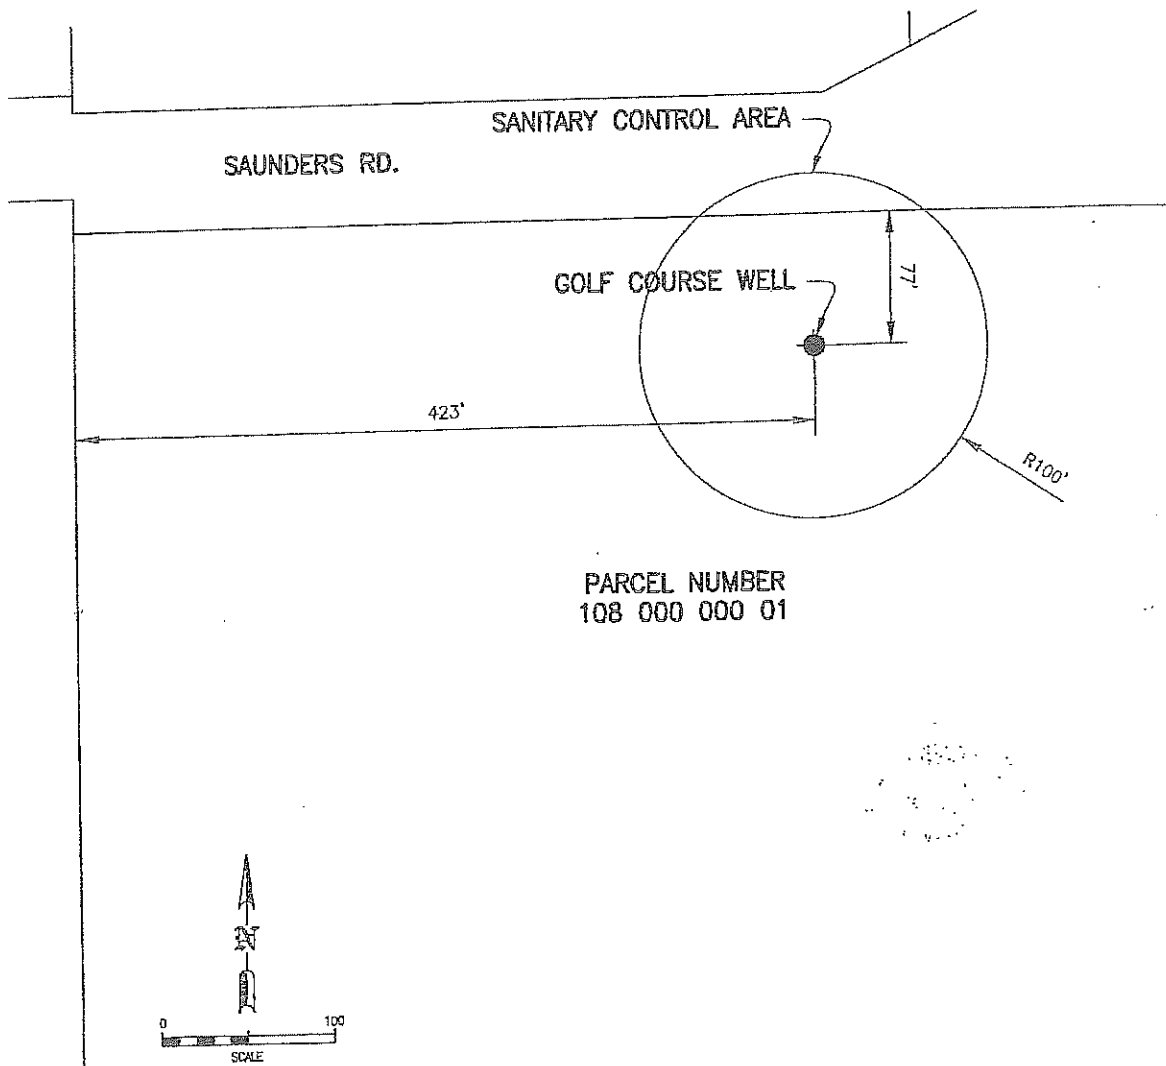 SANITARY CONTROL AREA
SAUNDERS RD.
77'
GOLF COURSE WELL
423'
R100'
PARCEL NUMBER
108 000 000 01
N
0 100
SCALE